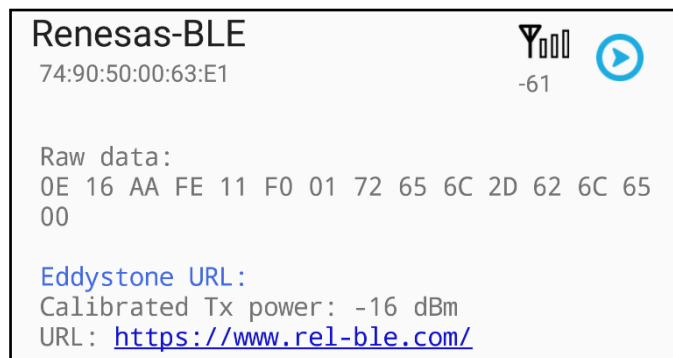 Renesas-BLE
74:90:50:00:63:E1
-61
Raw data:
0E 16 AA FE 11 F0 01 72 65 6C 2D 62 6C 65
00
Eddystone URL:
Calibrated Tx power: -16 dBm
URL: https://www.rel-ble.com/